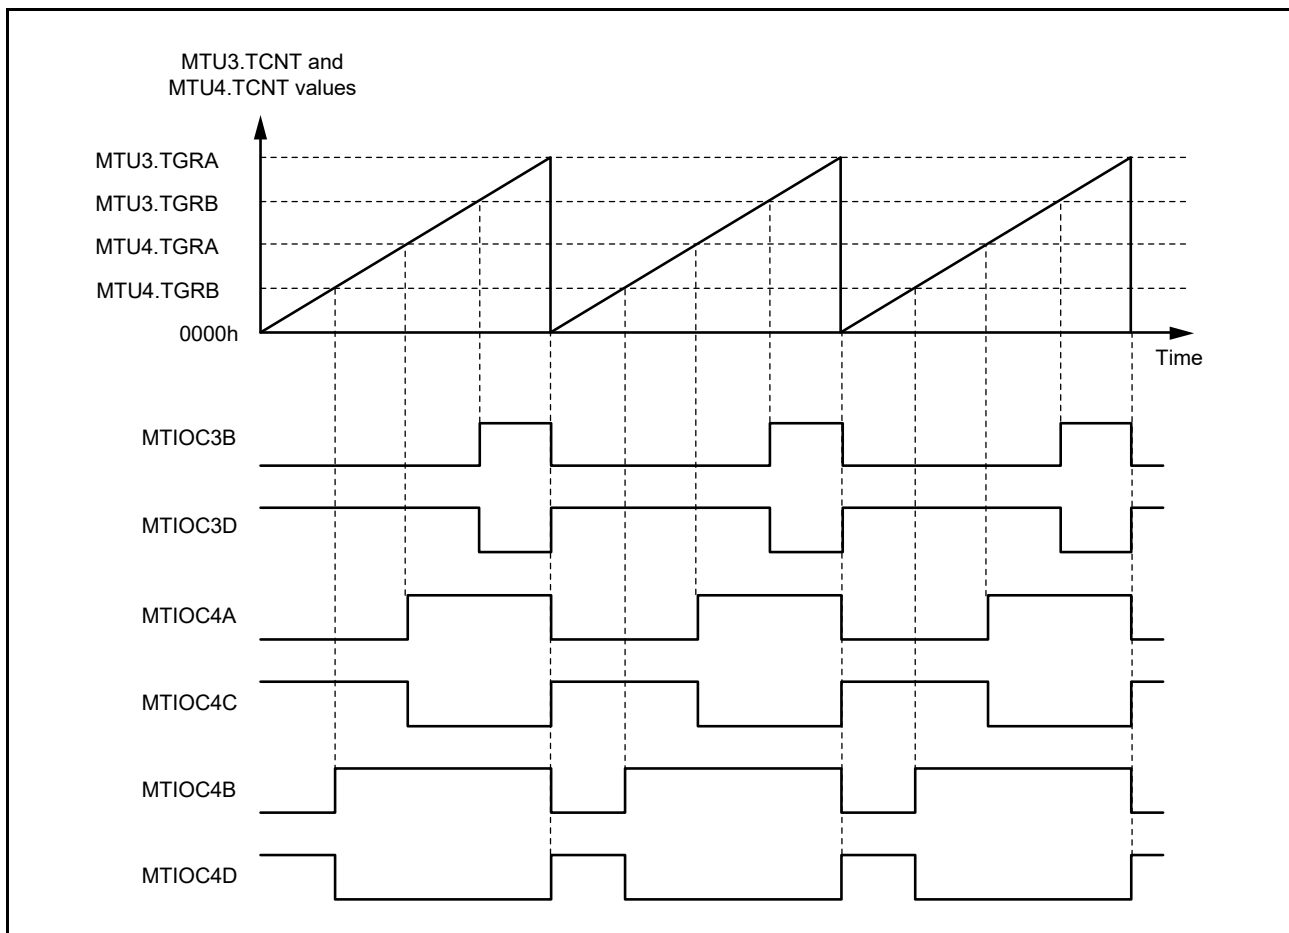 MTU3.TCNT and
MTU4.TCNT values
MTU3.TGRA
MTU3.TGRB
MTU4.TGRA
MTU4.TGRB
0000h
Time
MTIOC3B
MTIOC3D
MTIOC4A
MTIOC4C
MTIOC4B
MTIOC4D